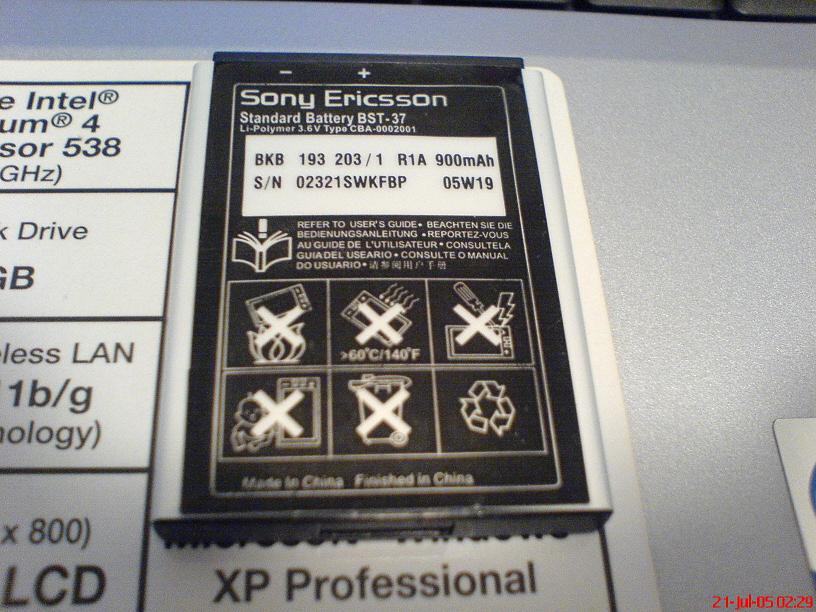 e Intel®
um® 4
sor 538
GHz)
k Drive
GB
eless LAN
11b/g
nology)
x 800)
LCD
- +
Sony Ericsson
Standard Battery BST-37
Li-Polymer 3.6V Type CBA-0002001
BKB 193 203/1 R1A 900mAh
S/N 02321SWKFBP 05W19
REFER TO USER'S GUIDE• BEACHTEN SIE DIE
BEDIENUNGSANLEITUNG • REPORTEZ-VOUS
AU GUIDE DE L'UTILISATEUR • CONSULTELA
GUIA DEL USEARIO • CONSULTE O MANUAL
DO USUARIO • 请参阅用户手册
>60°C/140°F
Made in China Finished in China
Microsoft® Windows®
XP Professional
21-Jul-05 02:29